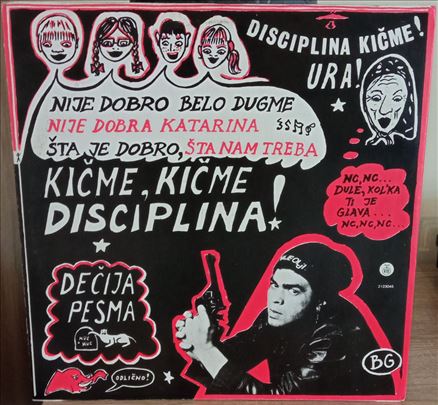 DISCIPLINA KIČME!
URA!
NIJE DOBRO BELO DUGME
NIJE DOBRA KATARINA
ŠTA JE DOBRO, ŠTA NAM TREBA
KIČME, KIČME
DISCIPLINA!
NC, NC...
DULE, KOL'KA
TI JE
GLAVA...
NC, NC, NC...
DEČIJA
PESMA
ODLIČNO!
2123045
BG